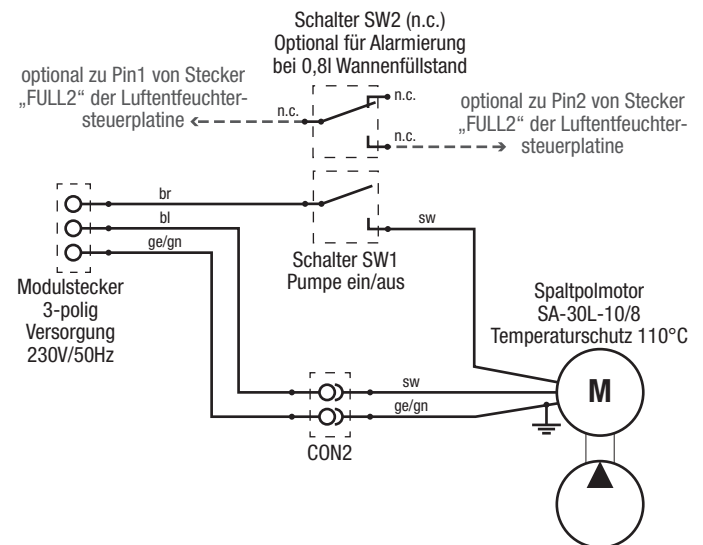 Schalter SW2 (n.c.)
Optional für Alarmierung
bei 0,8l Wannenfüllstand
optional zu Pin1 von Stecker
„FULL2“ der Luftentfeuchter-
steuerplatine
n.c.
n.c.
n.c.
optional zu Pin2 von Stecker
„FULL2“ der Luftentfeuchter-
steuerplatine
br
bl
ge/gn
sw
Schalter SW1
Pumpe ein/aus
Modulstecker
3-polig
Versorgung
230V/50Hz
Spaltpolmotor
SA-30L-10/8
Temperaturschutz 110°C
sw
ge/gn
M
CON2